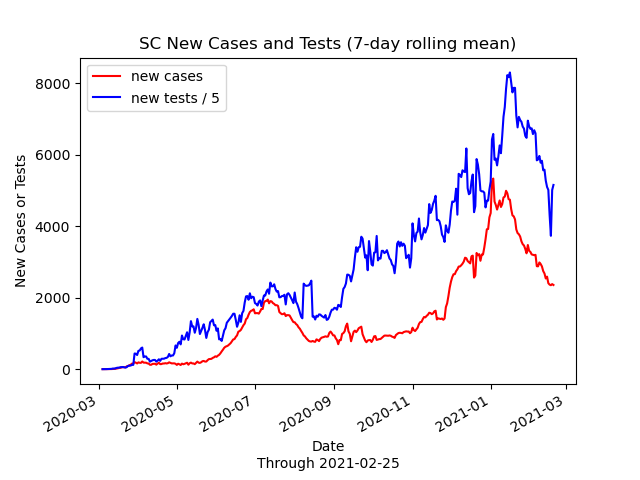 SC New Cases and Tests (7-day rolling mean)
new cases
new tests / 5
8000
6000
4000
2000
0
New Cases or Tests
2020-03
2020-05
2020-07
2020-09
2020-11
2021-01
2021-03
Date
Through 2021-02-25